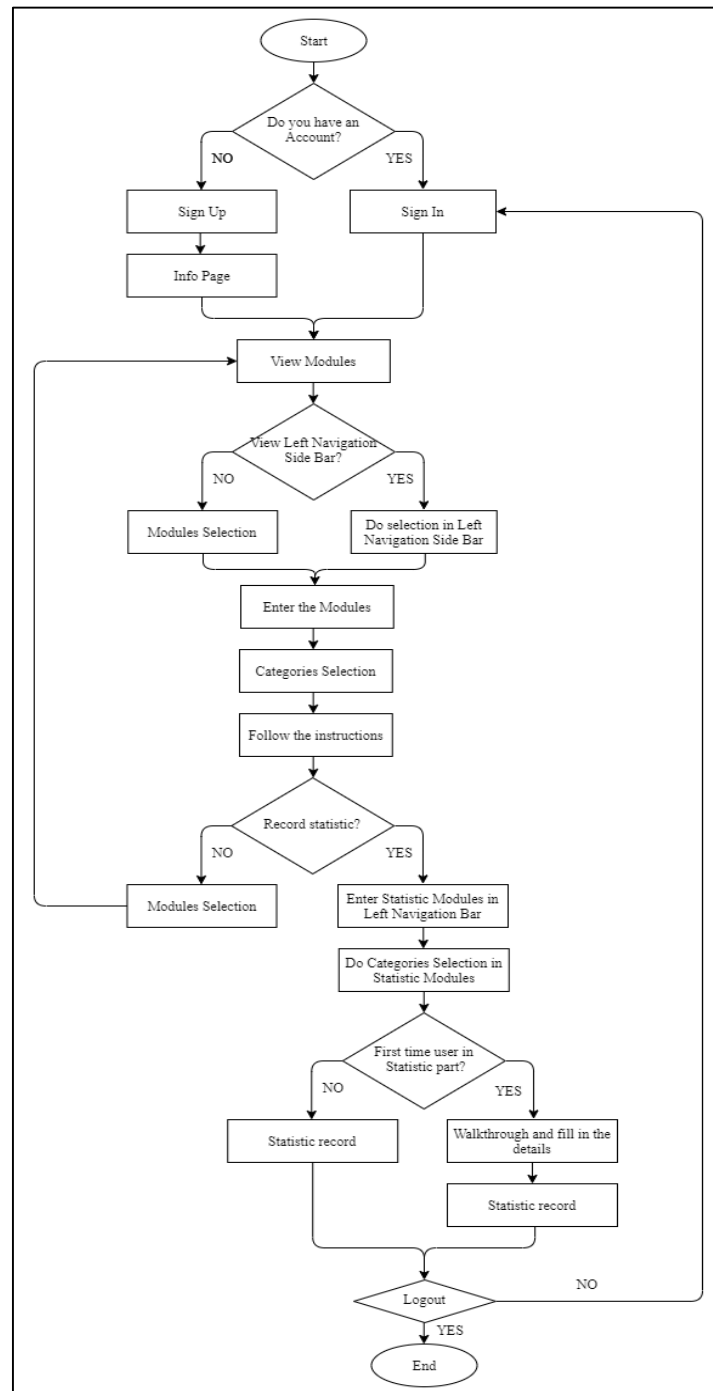 Start
Do you have an
Account?
NO
YES
Sign Up
Sign In
Info Page
View Modules
View Left Navigation
Side Bar?
NO
YES
Modules Selection
Do selection in Left
Navigation Side Bar
Enter the Modules
Categories Selection
Follow the instructions
Record statistic?
NO
YES
Modules Selection
Enter Statistic Modules in
Left Navigation Bar
Do Categories Selection in
Statistic Modules
First time user in
Statistic part?
NO
YES
Statistic record
Walkthrough and fill in the
details
Statistic record
Logout
NO
YES
End